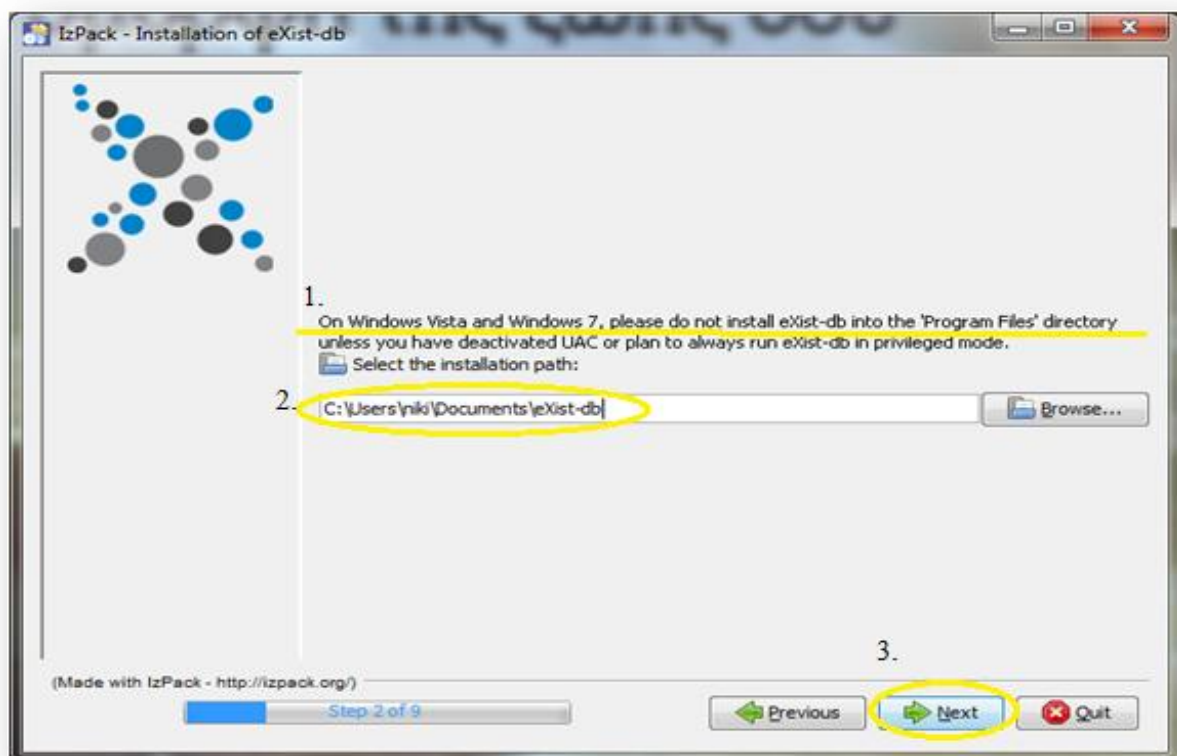 της ζωής σου
IzPack - Installation of eXist-db
1.
On Windows Vista and Windows 7, please do not install eXist-db into the 'Program Files' directory
unless you have deactivated UAC or plan to always run eXist-db in privileged mode.
Select the installation path:
2.
C:\Users\niki\Documents\eXist-db
Browse...
3.
(Made with IzPack - http://izpack.org/)
Step 2 of 9
Previous
Next
Quit